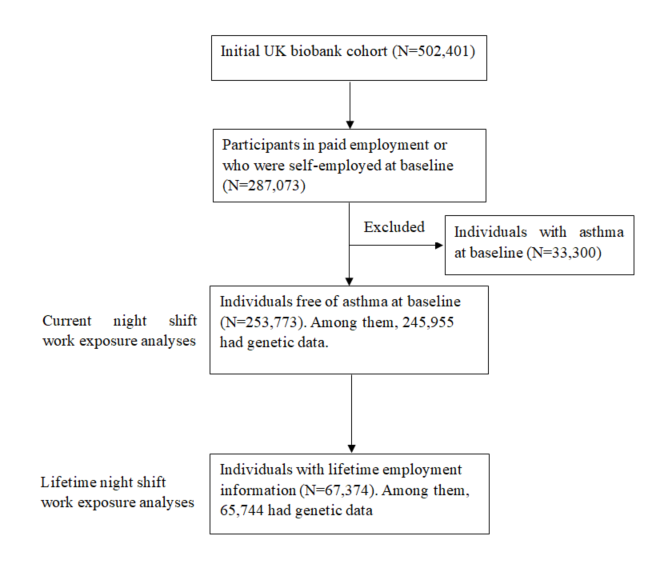 Initial UK biobank cohort (N=502,401)
Participants in paid employment or
who were self-employed at baseline
(N=287,073)
Excluded
Individuals with asthma
at baseline (N=33,300)
Current night shift
work exposure analyses
Individuals free of asthma at baseline
(N=253,773). Among them, 245,955
had genetic data.
Lifetime night shift
work exposure analyses
Individuals with lifetime employment
information (N=67,374). Among them,
65,744 had genetic data